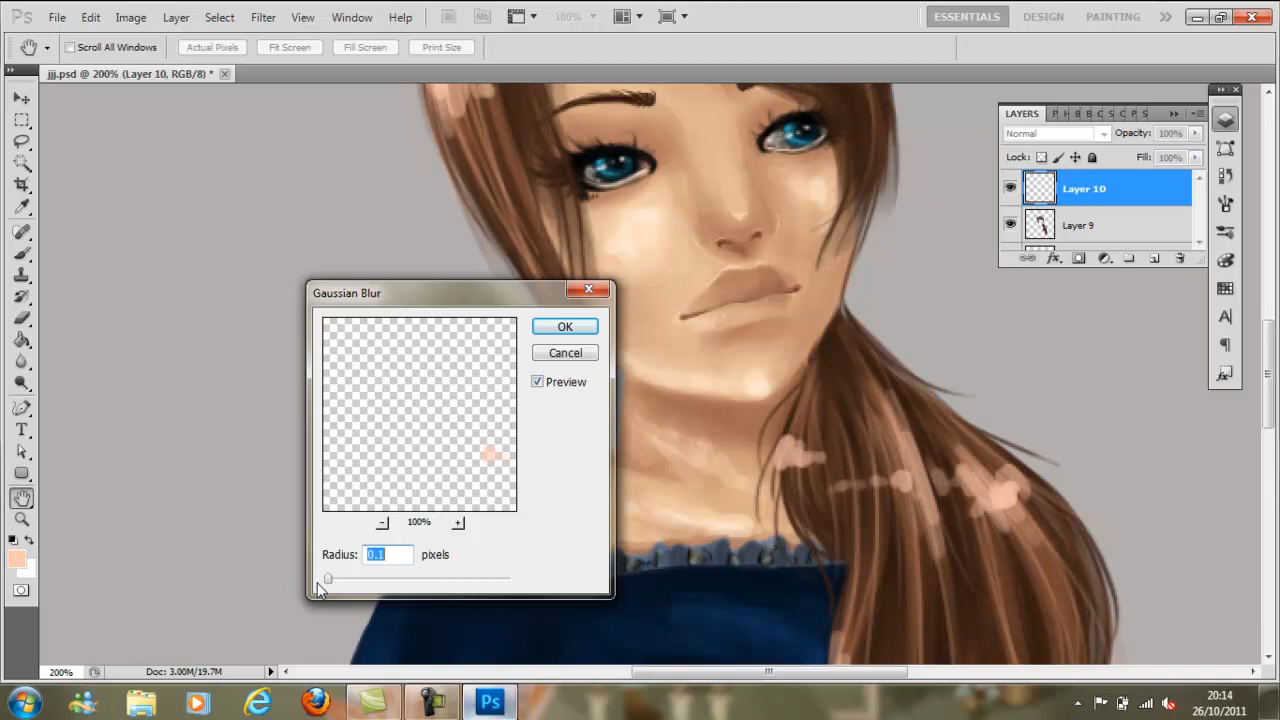 Ps File Edit Image Layer Select Filter View Window Help Br Mb 100% ESSENTIALS DESIGN PAINTING
Scroll All Windows Actual Pixels Fit Screen Fill Screen Print Size
jjj.psd @ 200% (Layer 10, RGB/8) *
LAYERS P H B C S T M C P S
Normal Opacity: 100%
Lock: Fill: 100%
Layer 10
Layer 9
Gaussian Blur
OK
Cancel
Preview
100%
Radius: 0.1 pixels
200% Doc: 3.00M/19.7M
Ps
20:14
26/10/2011